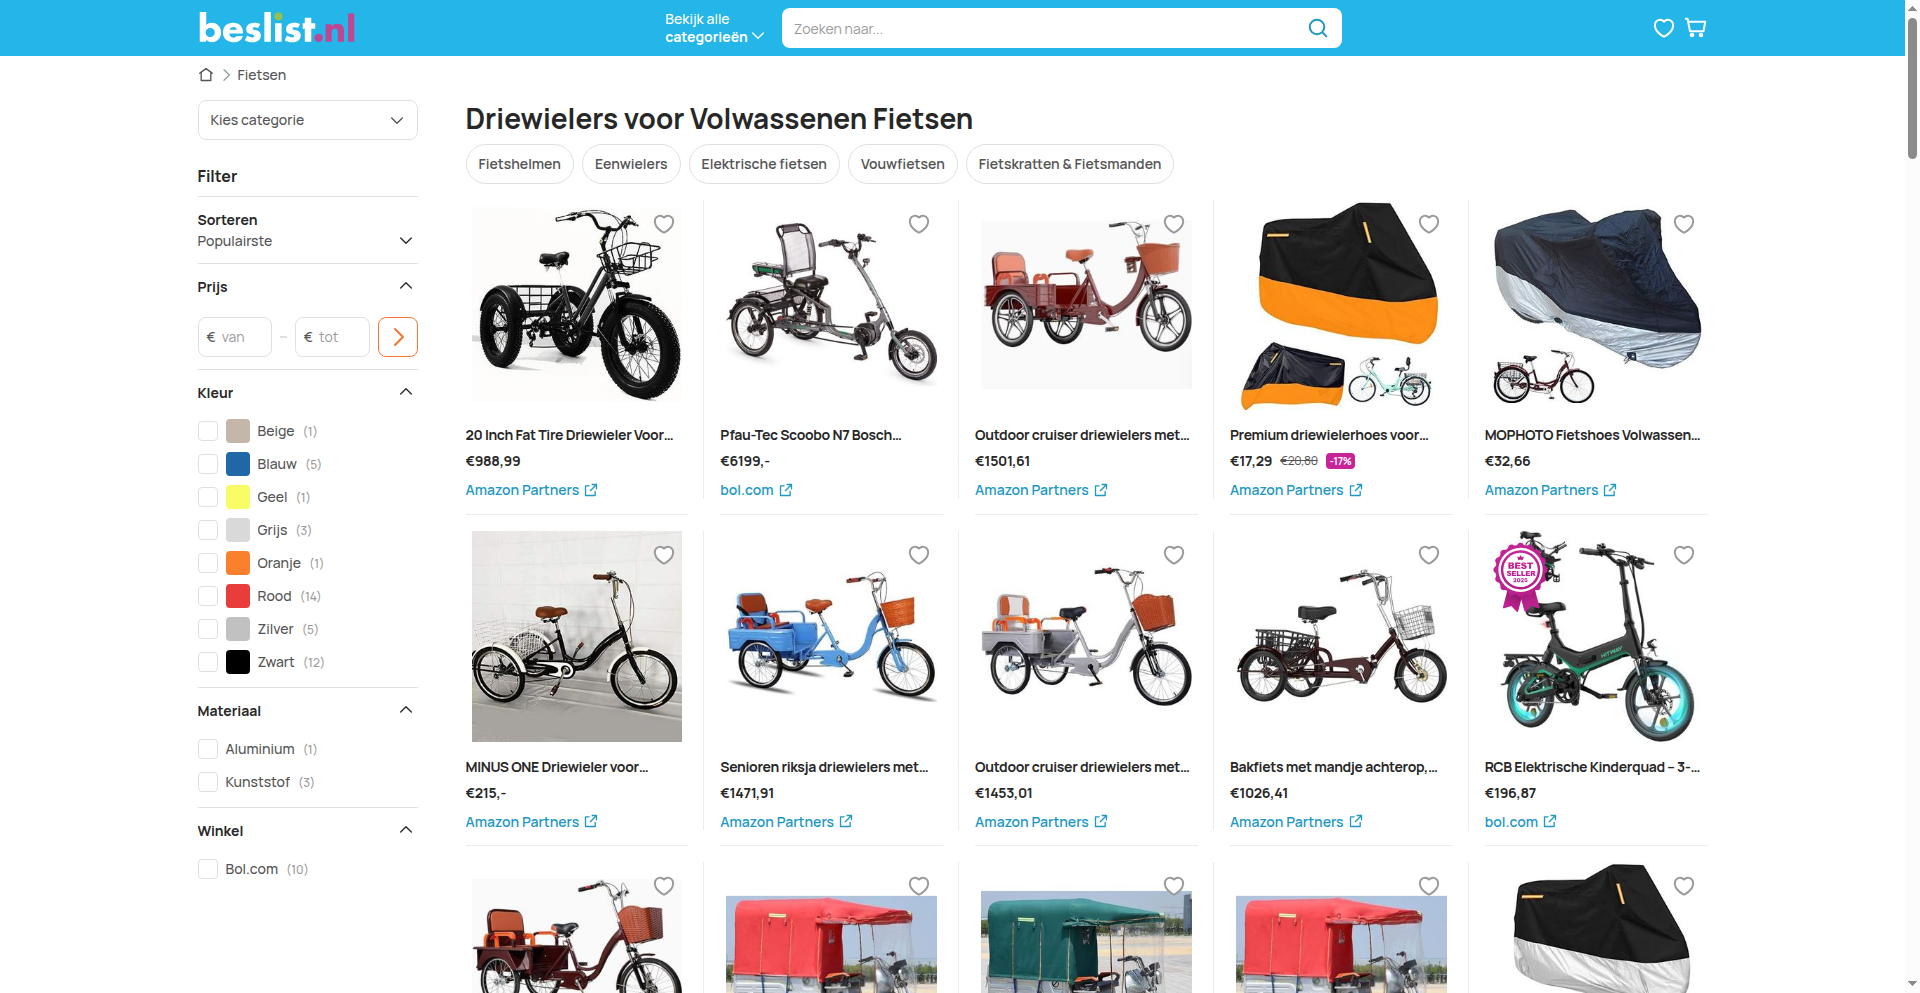 beslist.nl
Bekijk alle
categorieën
Zoeken naar...
Fietsen
Kies categorie
Driewielers voor Volwassenen Fietsen
Fietshelmen
Eenwielers
Elektrische fietsen
Vouwfietsen
Fietskratten & Fietsmanden
Filter
Sorteren
Populairste
Prijs
€ van
–
€ tot
Kleur
Beige (1)
Blauw (5)
Geel (1)
Grijs (3)
Oranje (1)
Rood (14)
Zilver (5)
Zwart (12)
Materiaal
Aluminium (1)
Kunststof (3)
Winkel
Bol.com (10)
20 Inch Fat Tire Driewieler Voor...
€988,99
Amazon Partners
Pfau-Tec Scoobo N7 Bosch...
€6199,-
bol.com
Outdoor cruiser driewielers met...
€1501,61
Amazon Partners
Premium driewielerhoes voor...
€17,29 €20,80 -17%
Amazon Partners
MOPHOTO Fietshoes Volwassen...
€32,66
Amazon Partners
MINUS ONE Driewieler voor...
€215,-
Amazon Partners
Senioren riksja driewielers met...
€1471,91
Amazon Partners
Outdoor cruiser driewielers met...
€1453,01
Amazon Partners
Bakfiets met mandje achterop,...
€1026,41
Amazon Partners
BEST
SELLER
2025
HITWAY
RCB Elektrische Kinderquad – 3-...
€196,87
bol.com